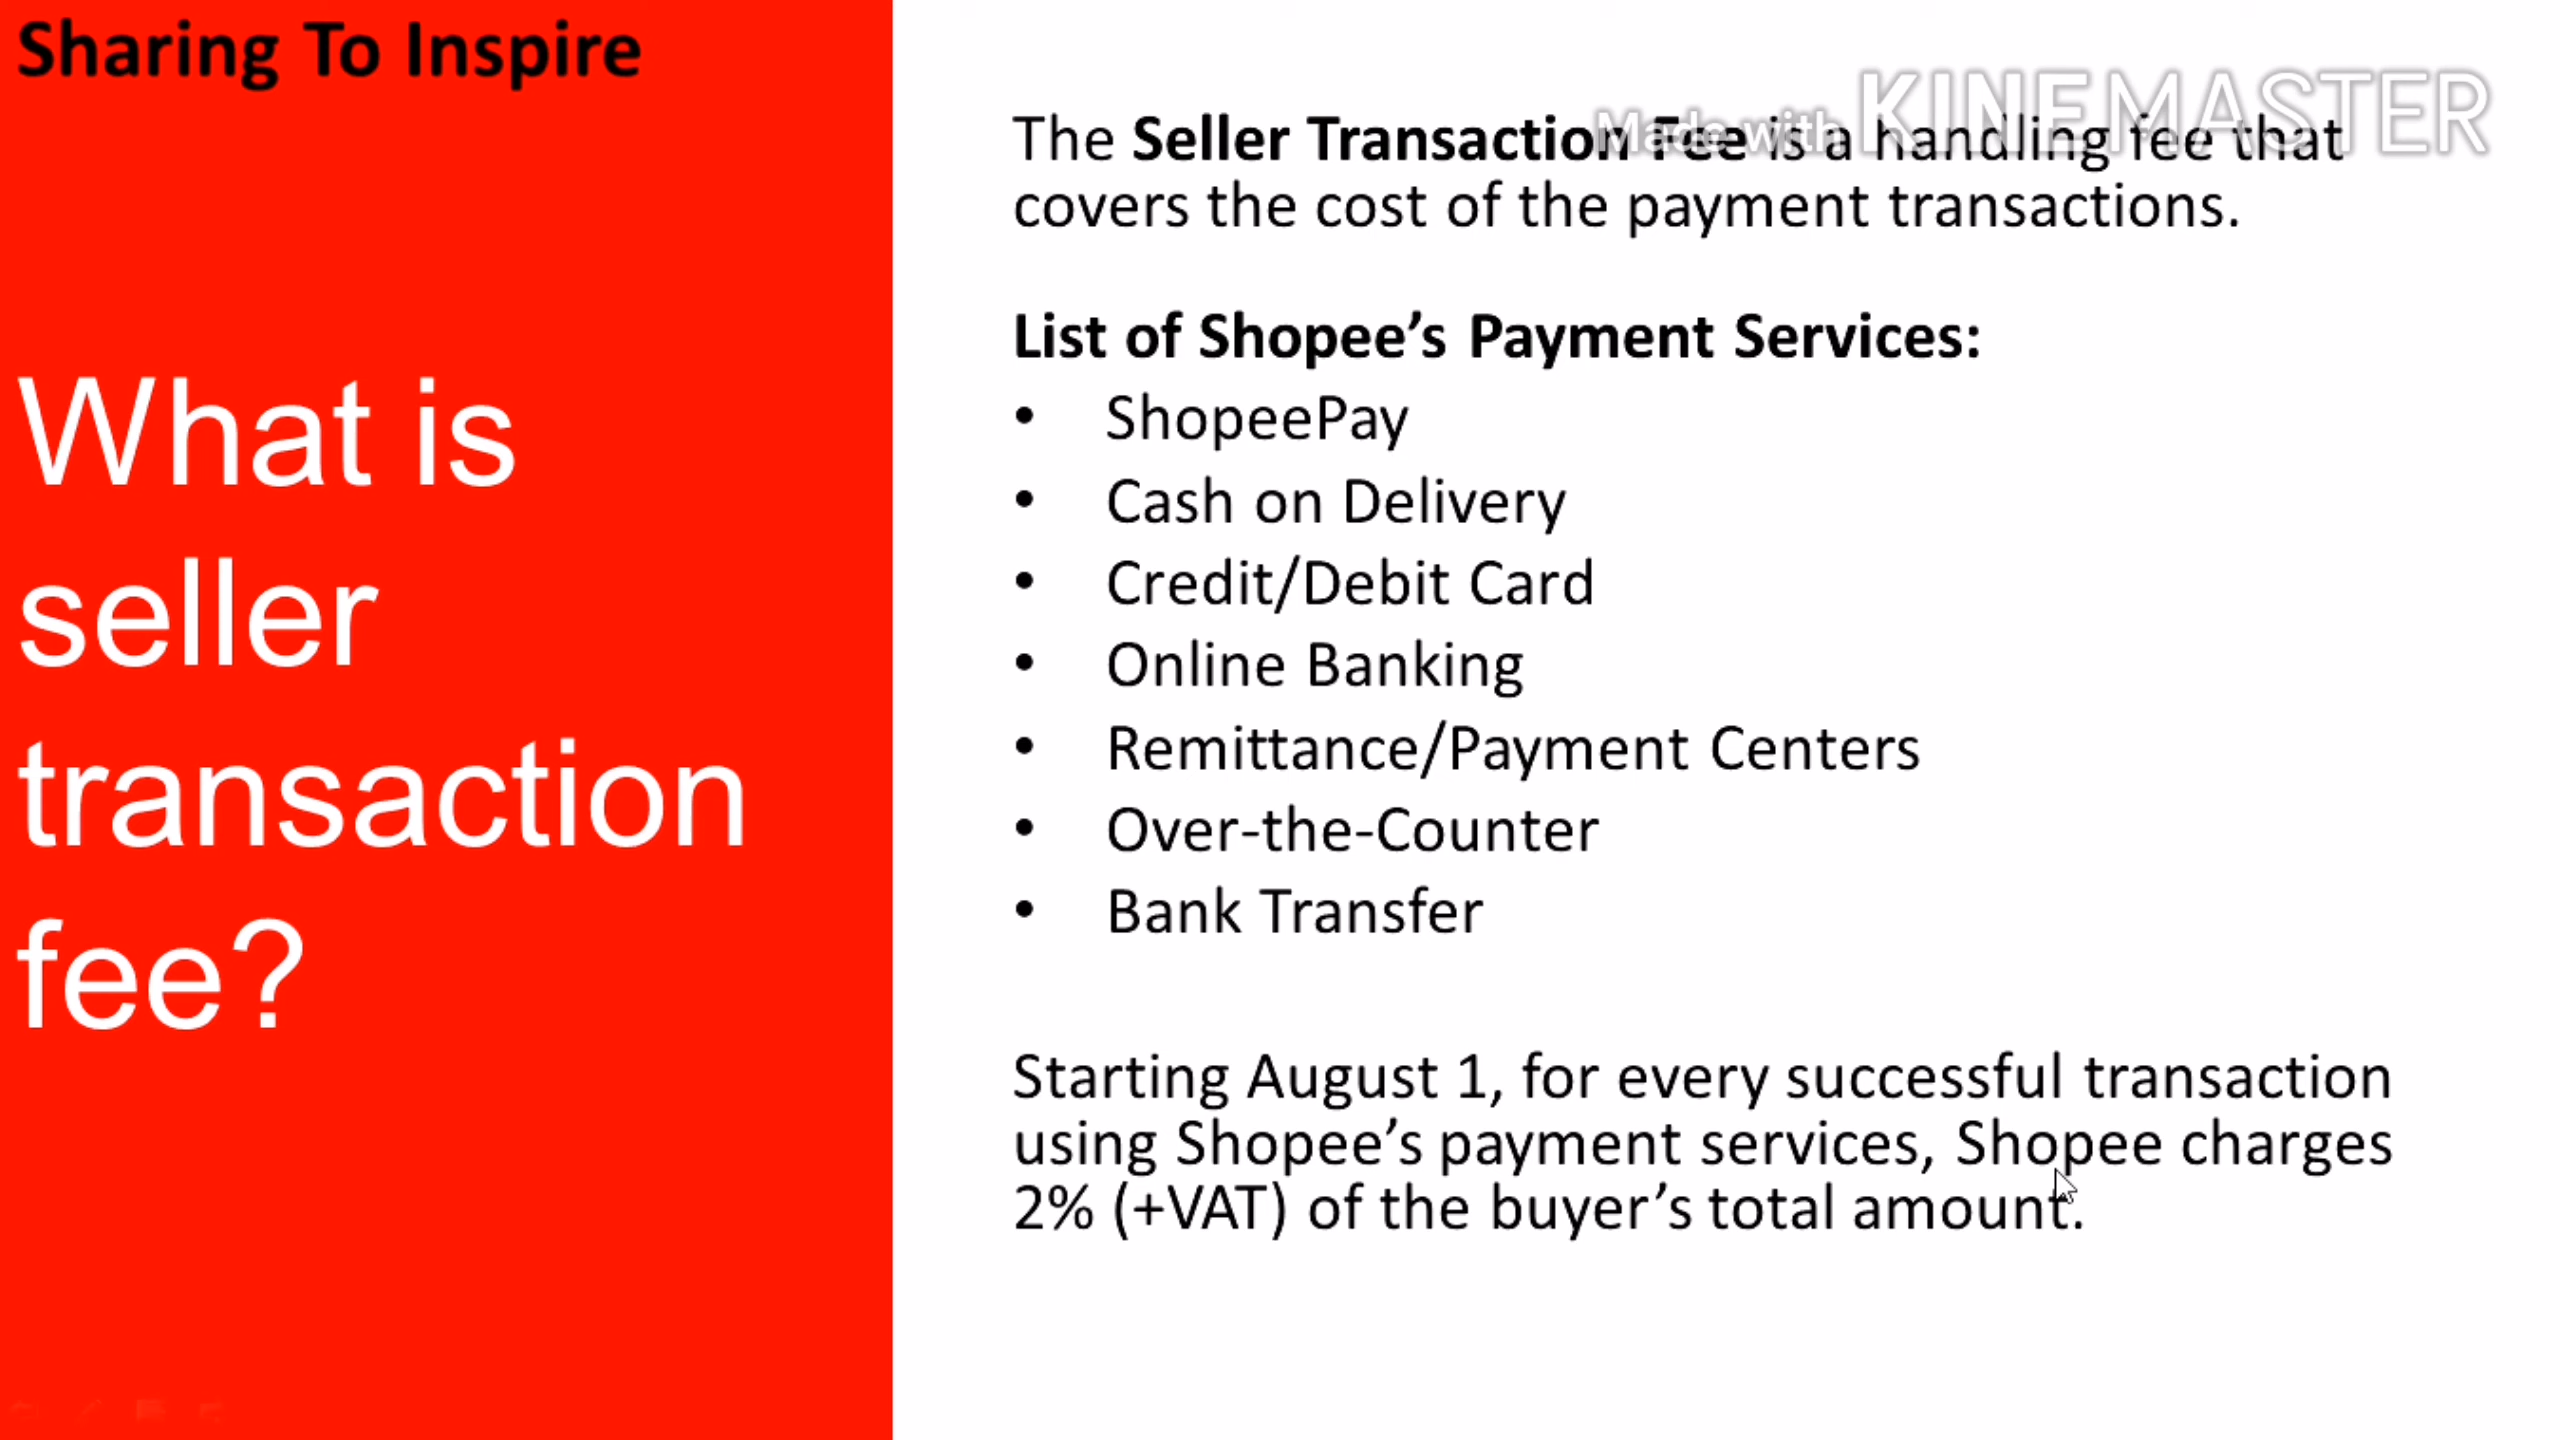 Sharing To Inspire
What is
seller
transaction
fee?
Made with KINEMASTER
The Seller Transaction Fee is a handling fee that
covers the cost of the payment transactions.
List of Shopee’s Payment Services:
• ShopeePay
• Cash on Delivery
• Credit/Debit Card
• Online Banking
• Remittance/Payment Centers
• Over-the-Counter
• Bank Transfer
Starting August 1, for every successful transaction
using Shopee’s payment services, Shopee charges
2% (+VAT) of the buyer’s total amount.